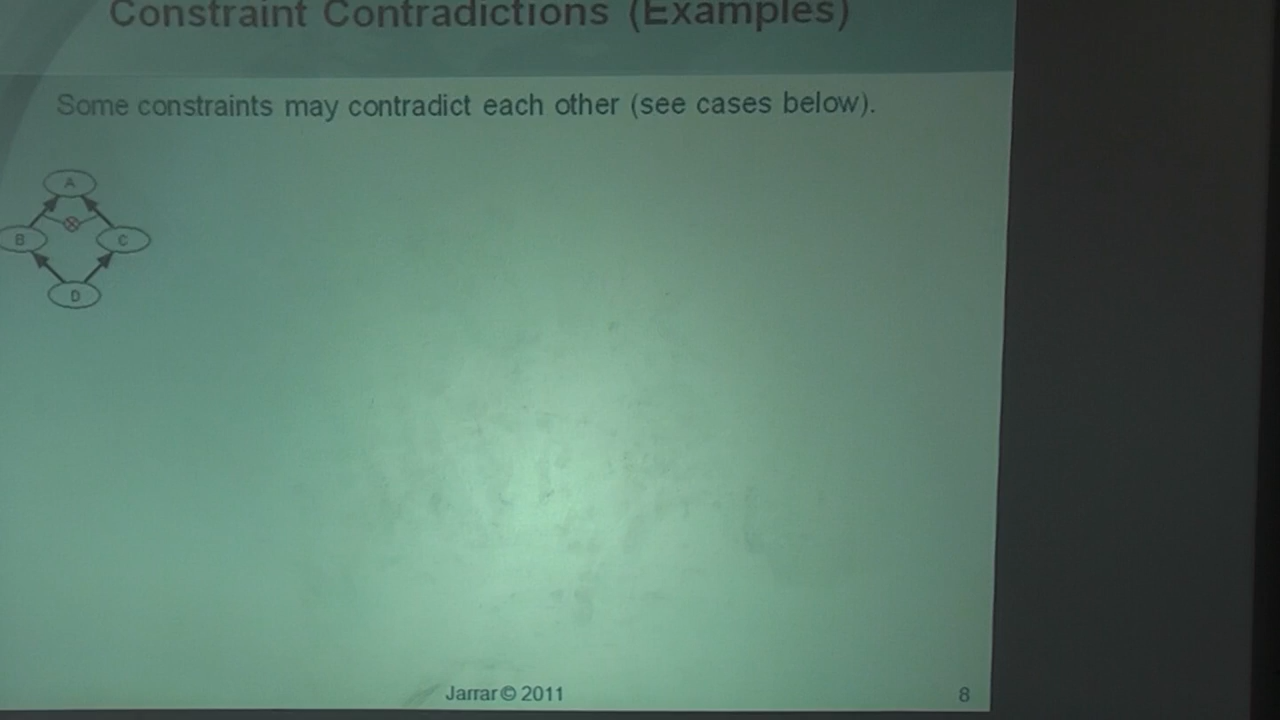 Constraint Contradictions (Examples)
Some constraints may contradict each other (see cases below).
A
B
C
D
Jarrar © 2011
8